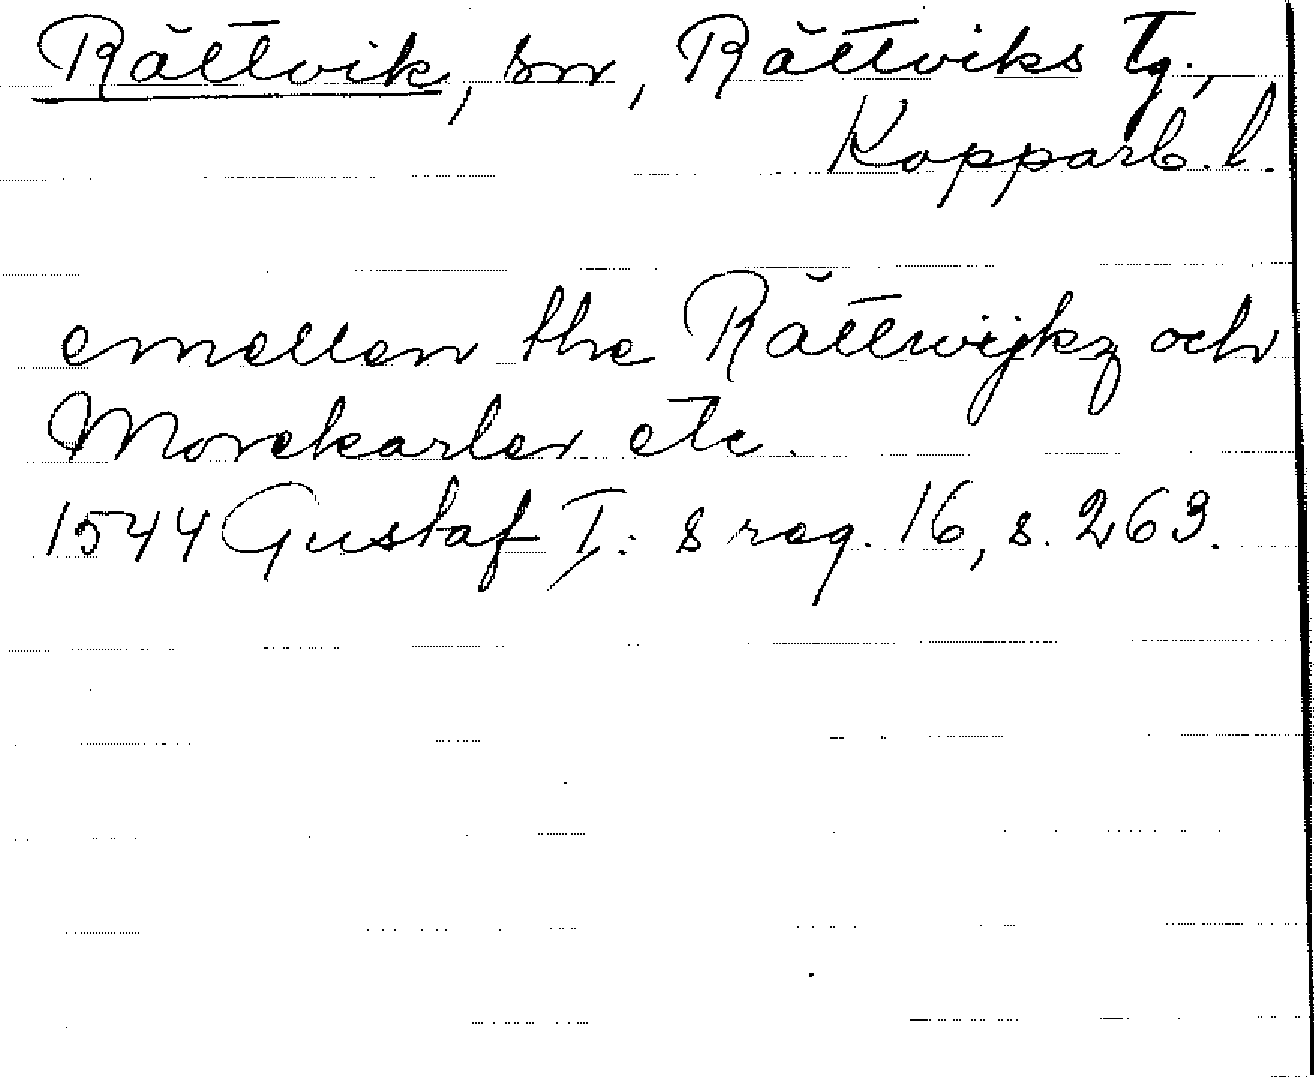 Rättvik, sn, Rättviks tg.,
Kopparb. l.
emellen the Rättwijkz och
Morekarler etc.
1544 Gustaf I: s reg. 16, s. 263.